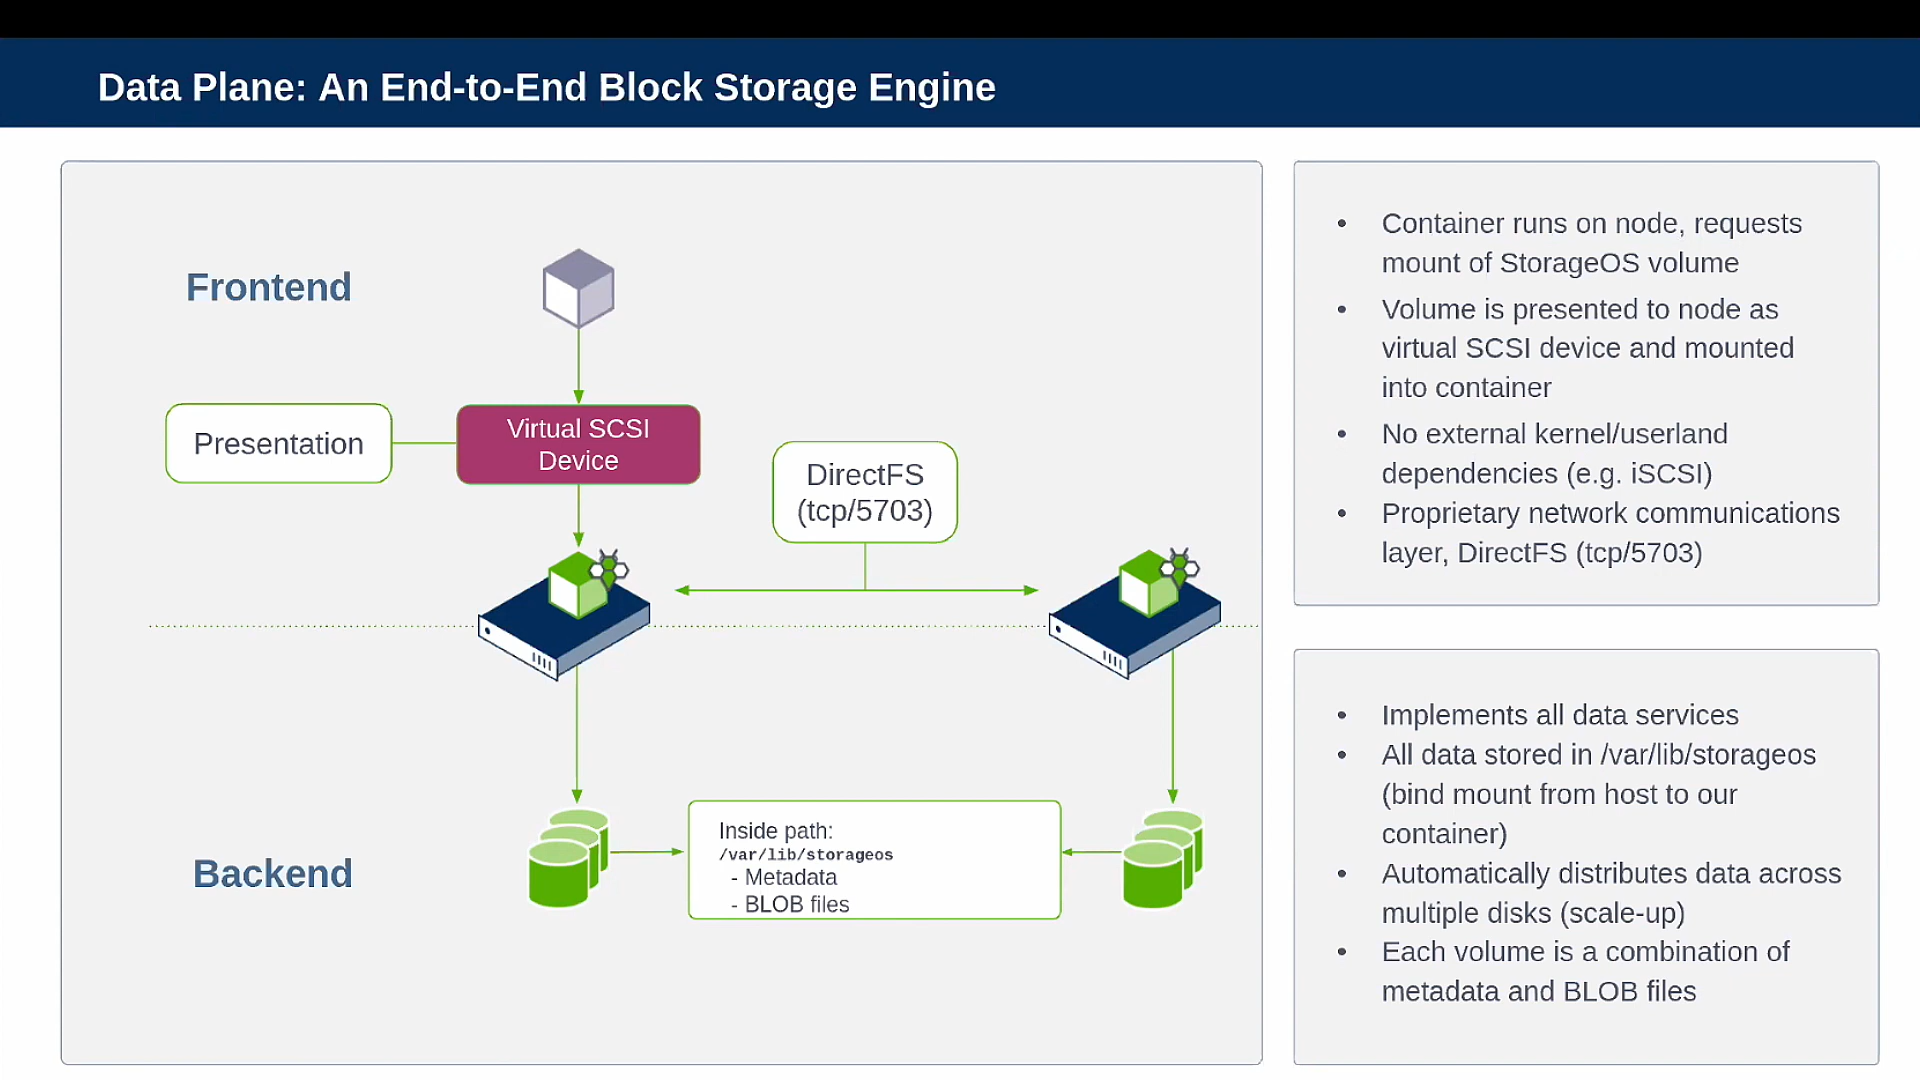 Data Plane: An End-to-End Block Storage Engine
Frontend
Presentation
Virtual SCSI
Device
DirectFS
(tcp/5703)
Backend
Inside path:
/var/lib/storageos
- Metadata
- BLOB files
• Container runs on node, requests
mount of StorageOS volume
• Volume is presented to node as
virtual SCSI device and mounted
into container
• No external kernel/userland
dependencies (e.g. iSCSI)
• Proprietary network communications
layer, DirectFS (tcp/5703)
• Implements all data services
• All data stored in /var/lib/storageos
(bind mount from host to our
container)
• Automatically distributes data across
multiple disks (scale-up)
• Each volume is a combination of
metadata and BLOB files